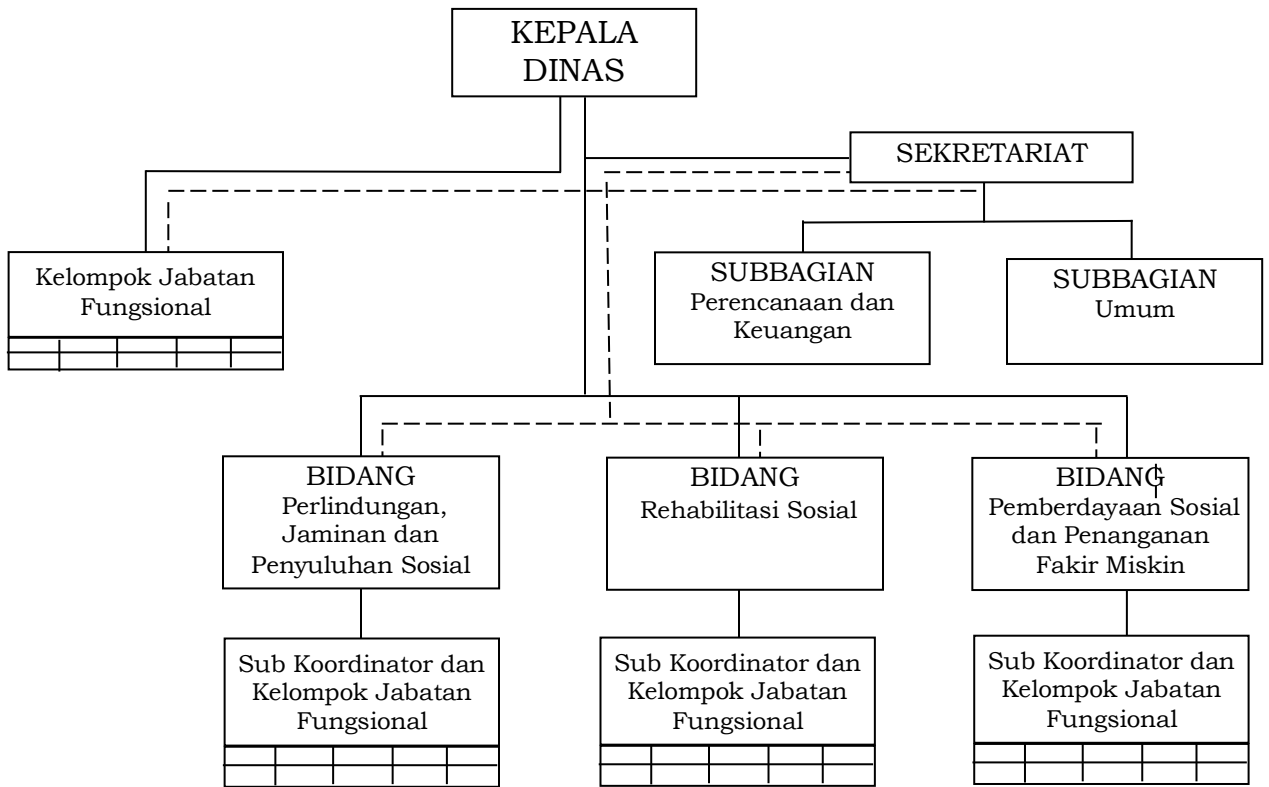 KEPALA
DINAS
SEKRETARIAT
Kelompok Jabatan
Fungsional
SUBBAGIAN
Perencanaan dan
Keuangan
SUBBAGIAN
Umum
BIDANG
Perlindungan,
Jaminan dan
Penyuluhan Sosial
BIDANG
Rehabilitasi Sosial
BIDANG
Pemberdayaan Sosial
dan Penanganan
Fakir Miskin
Sub Koordinator dan
Kelompok Jabatan
Fungsional
Sub Koordinator dan
Kelompok Jabatan
Fungsional
Sub Koordinator dan
Kelompok Jabatan
Fungsional